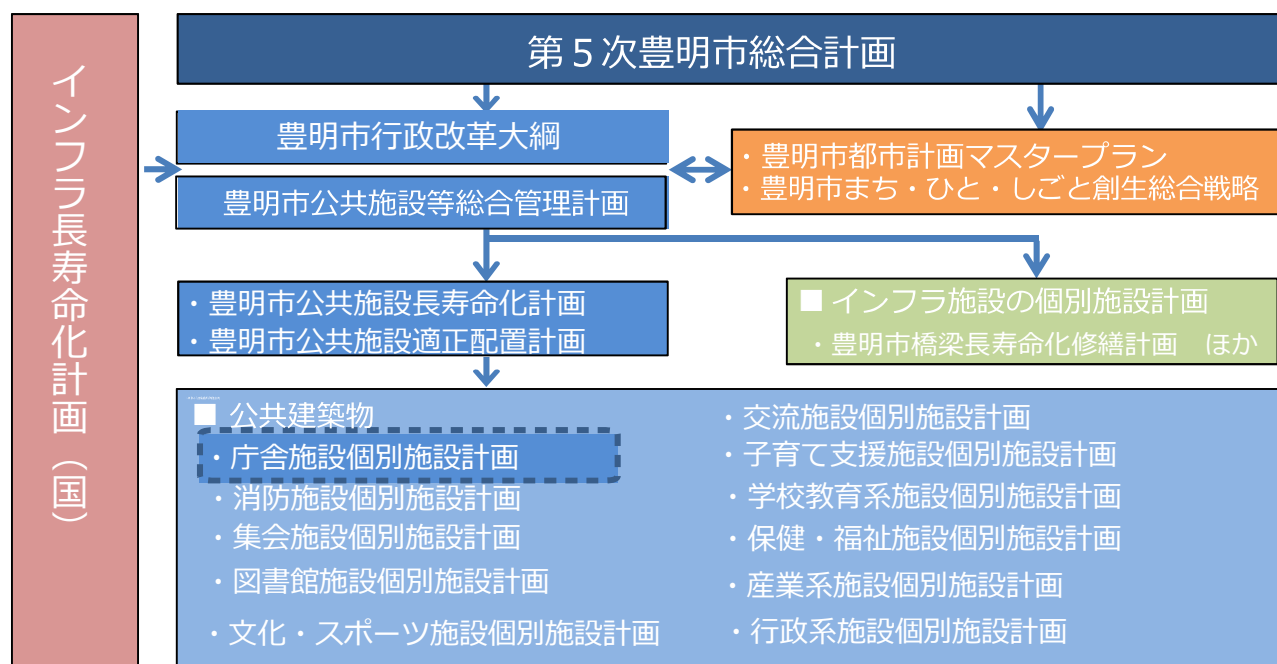 インフラ長寿命化計画（国）
第５次豊明市総合計画
豊明市行政改革大綱
豊明市公共施設等総合管理計画
・豊明市都市計画マスタープラン
・豊明市まち・ひと・しごと創生総合戦略
・豊明市公共施設長寿命化計画
・豊明市公共施設適正配置計画
■ インフラ施設の個別施設計画
・豊明市橋梁長寿命化修繕計画　ほか
■ 公共建築物
・庁舎施設個別施設計画
・消防施設個別施設計画
・集会施設個別施設計画
・図書館施設個別施設計画
・文化・スポーツ施設個別施設計画
・交流施設個別施設計画
・子育て支援施設個別施設計画
・学校教育系施設個別施設計画
・保健・福祉施設個別施設計画
・産業系施設個別施設計画
・行政系施設個別施設計画